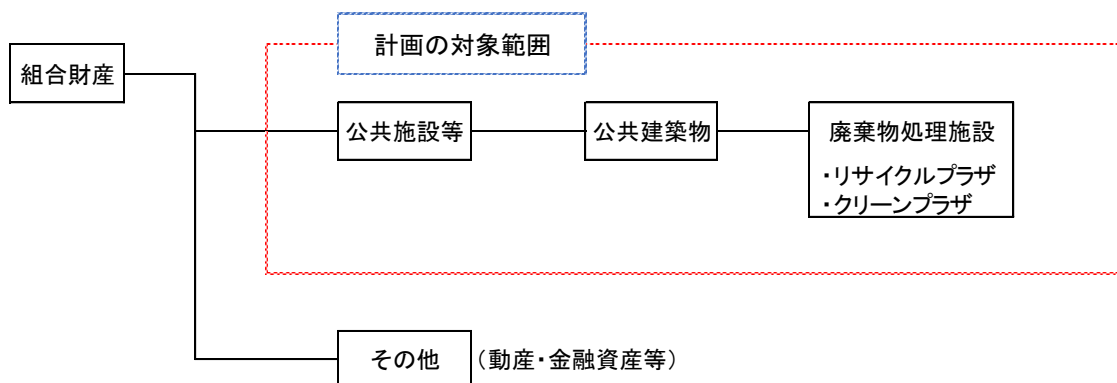 計画の対象範囲
組合財産
公共施設等
公共建築物
廃棄物処理施設
・リサイクルプラザ
・クリーンプラザ
その他 (動産・金融資産等)